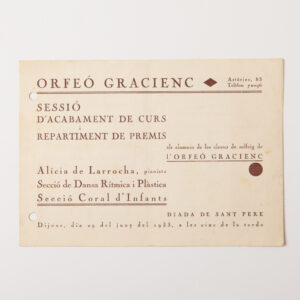 ORFEÓ GRACIENC
Astúries, 83
Telèfon
SESSIÓ
D'ACABAMENT DE CURS
i
REPARTIMENT DE PREMIS
als alumnes de les classes de solfeig de
l'ORFEÓ GRACIENC
Alicia de Larrocha, pianista
Secció de Dansa Rítmica i Plàstica
Secció Coral d'Infants
DIADA DE SANT PERE
Dijous, dia 29 del juny del 1933, a les cinc de la tarda